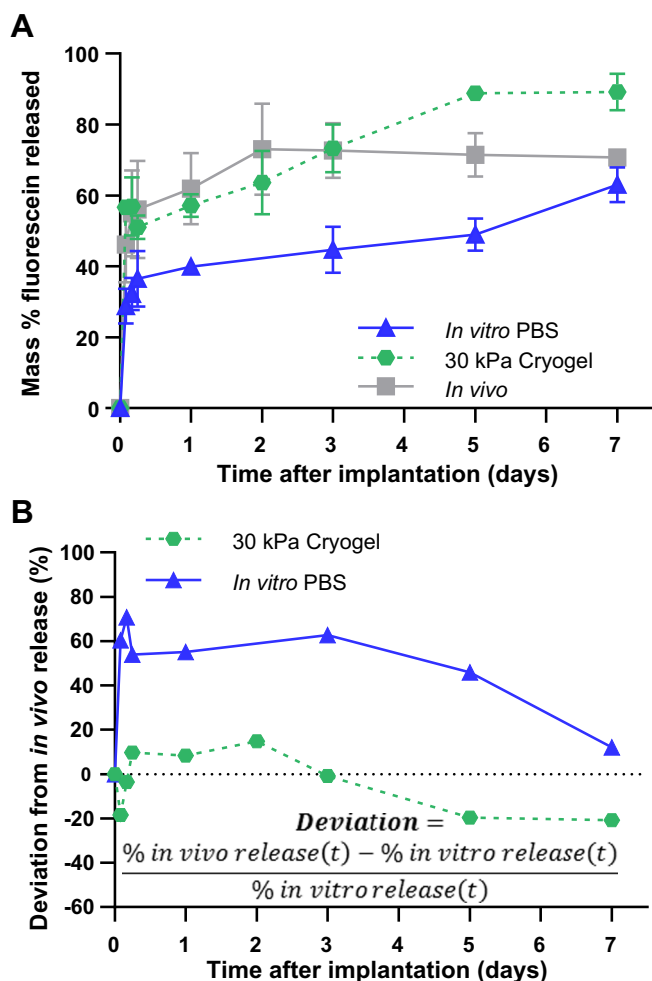 A
Mass % fluorescein released
100
80
60
40
20
0
In vitro PBS
30 kPa Cryogel
In vivo
0 1 2 3 4 5 6 7
Time after implantation (days)
B
30 kPa Cryogel
In vitro PBS
Deviation from in vivo release (%)
100
80
60
40
20
0
-20
-40
-60
Deviation =
% in vivo release(t) − % in vitro release(t)
% in vitro release(t)
0 1 2 3 4 5 6 7
Time after implantation (days)